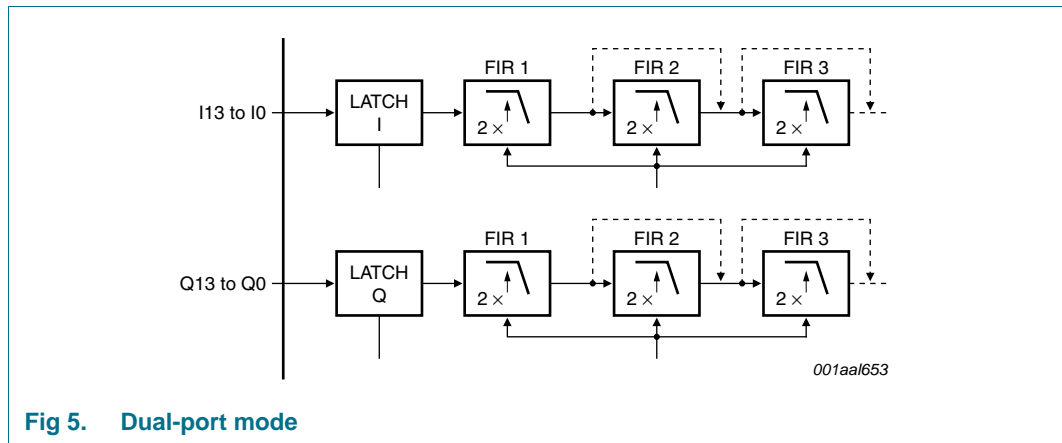 FIR 1
FIR 2
FIR 3
I13 to I0
LATCH
I
2 ×
2 ×
2 ×
FIR 1
FIR 2
FIR 3
Q13 to Q0
LATCH
Q
2 ×
2 ×
2 ×
001aal653
Fig 5. Dual-port mode